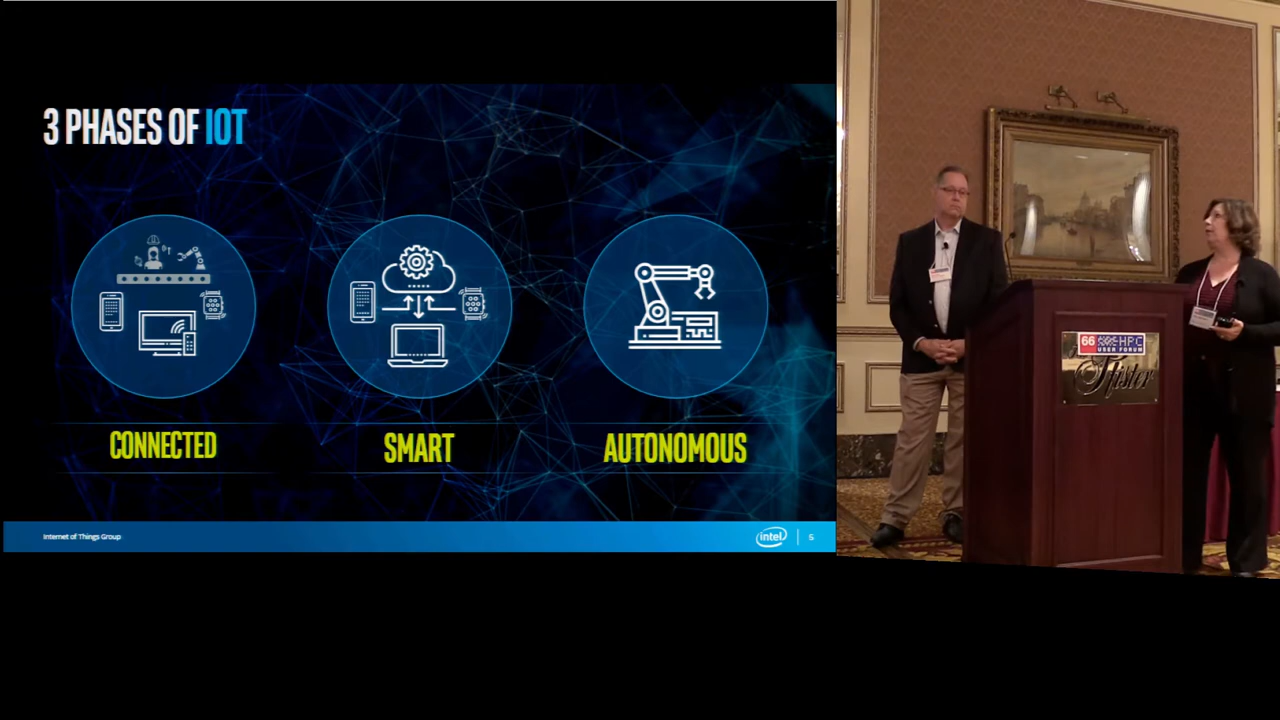 3 PHASES OF IOT
CONNECTED
SMART
AUTONOMOUS
Internet of Things Group
intel
5
66 HPC
USER FORUM
Pfister